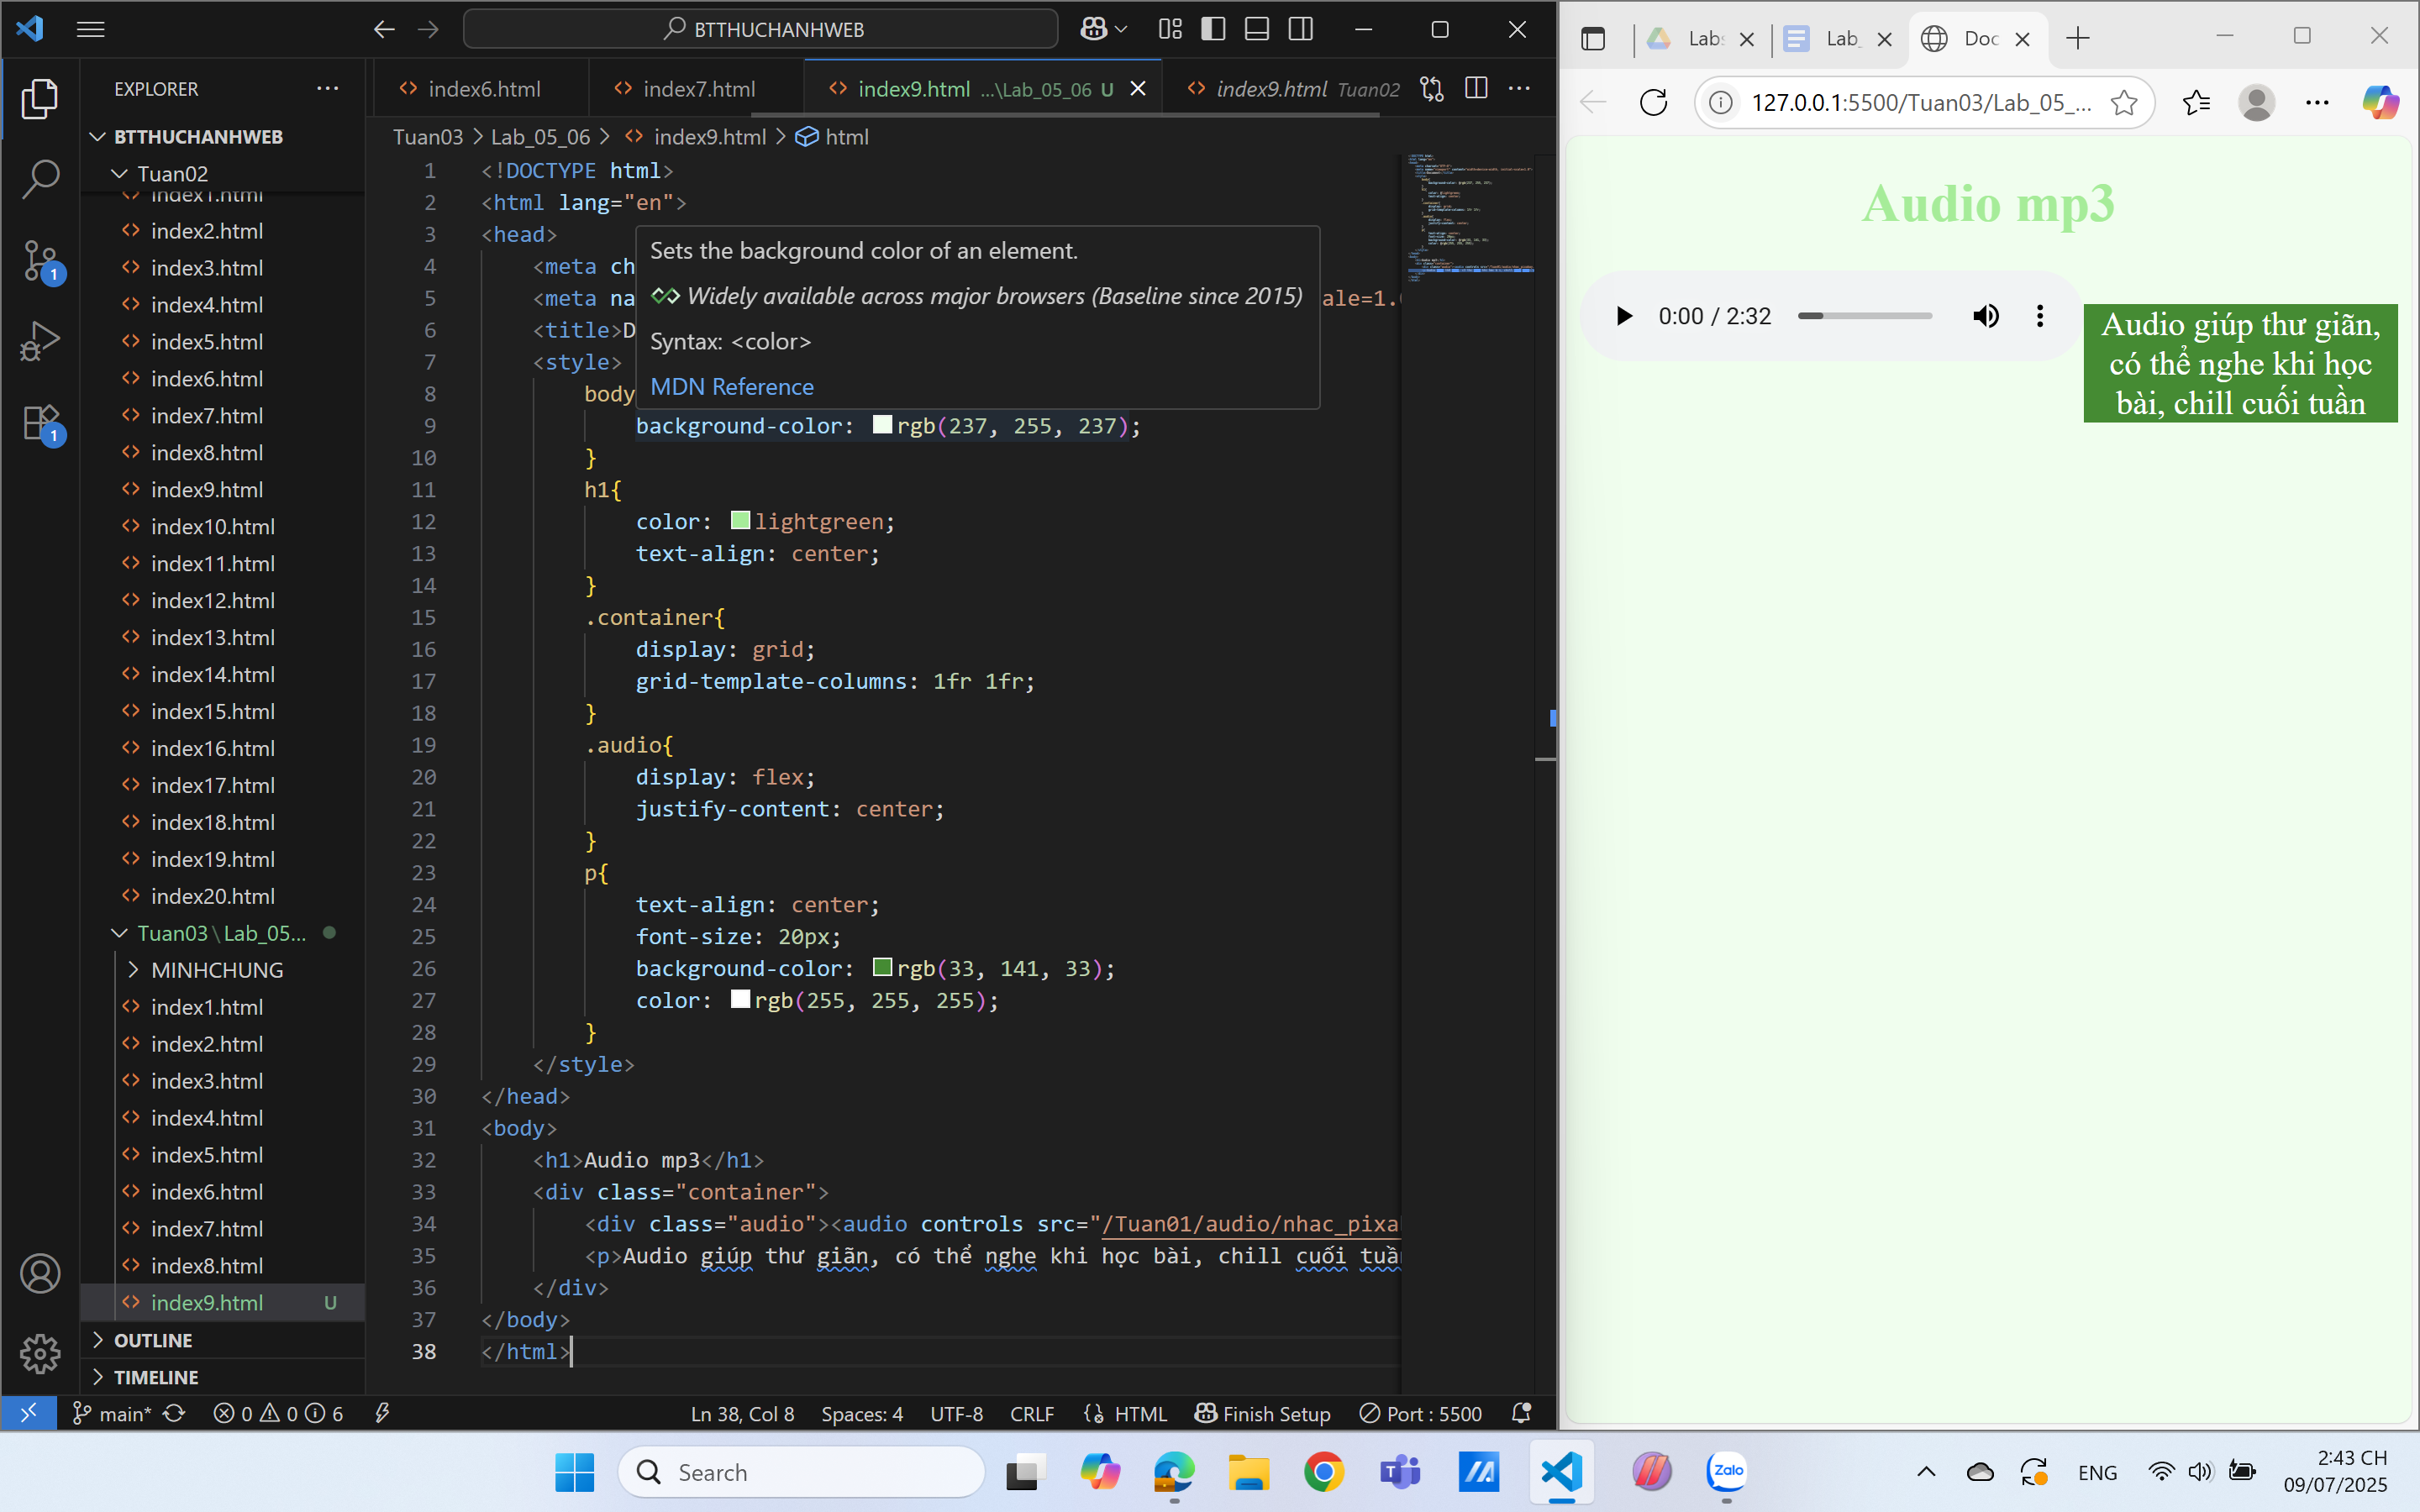 BTTHUCHANHWEB
EXPLORER
BTTHUCHANHWEB
Tuan02
index1.html
index2.html
index3.html
index4.html
index5.html
index6.html
index7.html
index8.html
index9.html
index10.html
index11.html
index12.html
index13.html
index14.html
index15.html
index16.html
index17.html
index18.html
index19.html
index20.html
Tuan03\Lab_05...
MINHCHUNG
index1.html
index2.html
index3.html
index4.html
index5.html
index6.html
index7.html
index8.html
index9.html U
OUTLINE
TIMELINE
1
1
index6.html
index7.html
index9.html ...\Lab_05_06 U
index9.html Tuan02
Tuan03 > Lab_05_06 > index9.html > html
1 <!DOCTYPE html>
2 <html lang="en">
3 <head>
4 <meta ch
5 <meta na ale=1.
6 <title>D
7 <style>
8 body
9 background-color: rgb(237, 255, 237);
10 }
11 h1{
12 color: lightgreen;
13 text-align: center;
14 }
15 .container{
16 display: grid;
17 grid-template-columns: 1fr 1fr;
18 }
19 .audio{
20 display: flex;
21 justify-content: center;
22 }
23 p{
24 text-align: center;
25 font-size: 20px;
26 background-color: rgb(33, 141, 33);
27 color: rgb(255, 255, 255);
28 }
29 </style>
30 </head>
31 <body>
32 <h1>Audio mp3</h1>
33 <div class="container">
34 <div class="audio"><audio controls src="/Tuan01/audio/nhac_pixa
35 <p>Audio giúp thư giãn, có thể nghe khi học bài, chill cuối tuầ
36 </div>
37 </body>
38 </html>
Sets the background color of an element.
Widely available across major browsers (Baseline since 2015)
Syntax: <color>
MDN Reference
main* 0 0 6
Ln 38, Col 8 Spaces: 4 UTF-8 CRLF HTML Finish Setup Port : 5500
Labs
Lab_
Doc
127.0.0.1:5500/Tuan03/Lab_05_...
Audio mp3
0:00 / 2:32
Audio giúp thư giãn,
có thể nghe khi học
bài, chill cuối tuần
Search
Zalo
ENG
2:43 CH
09/07/2025